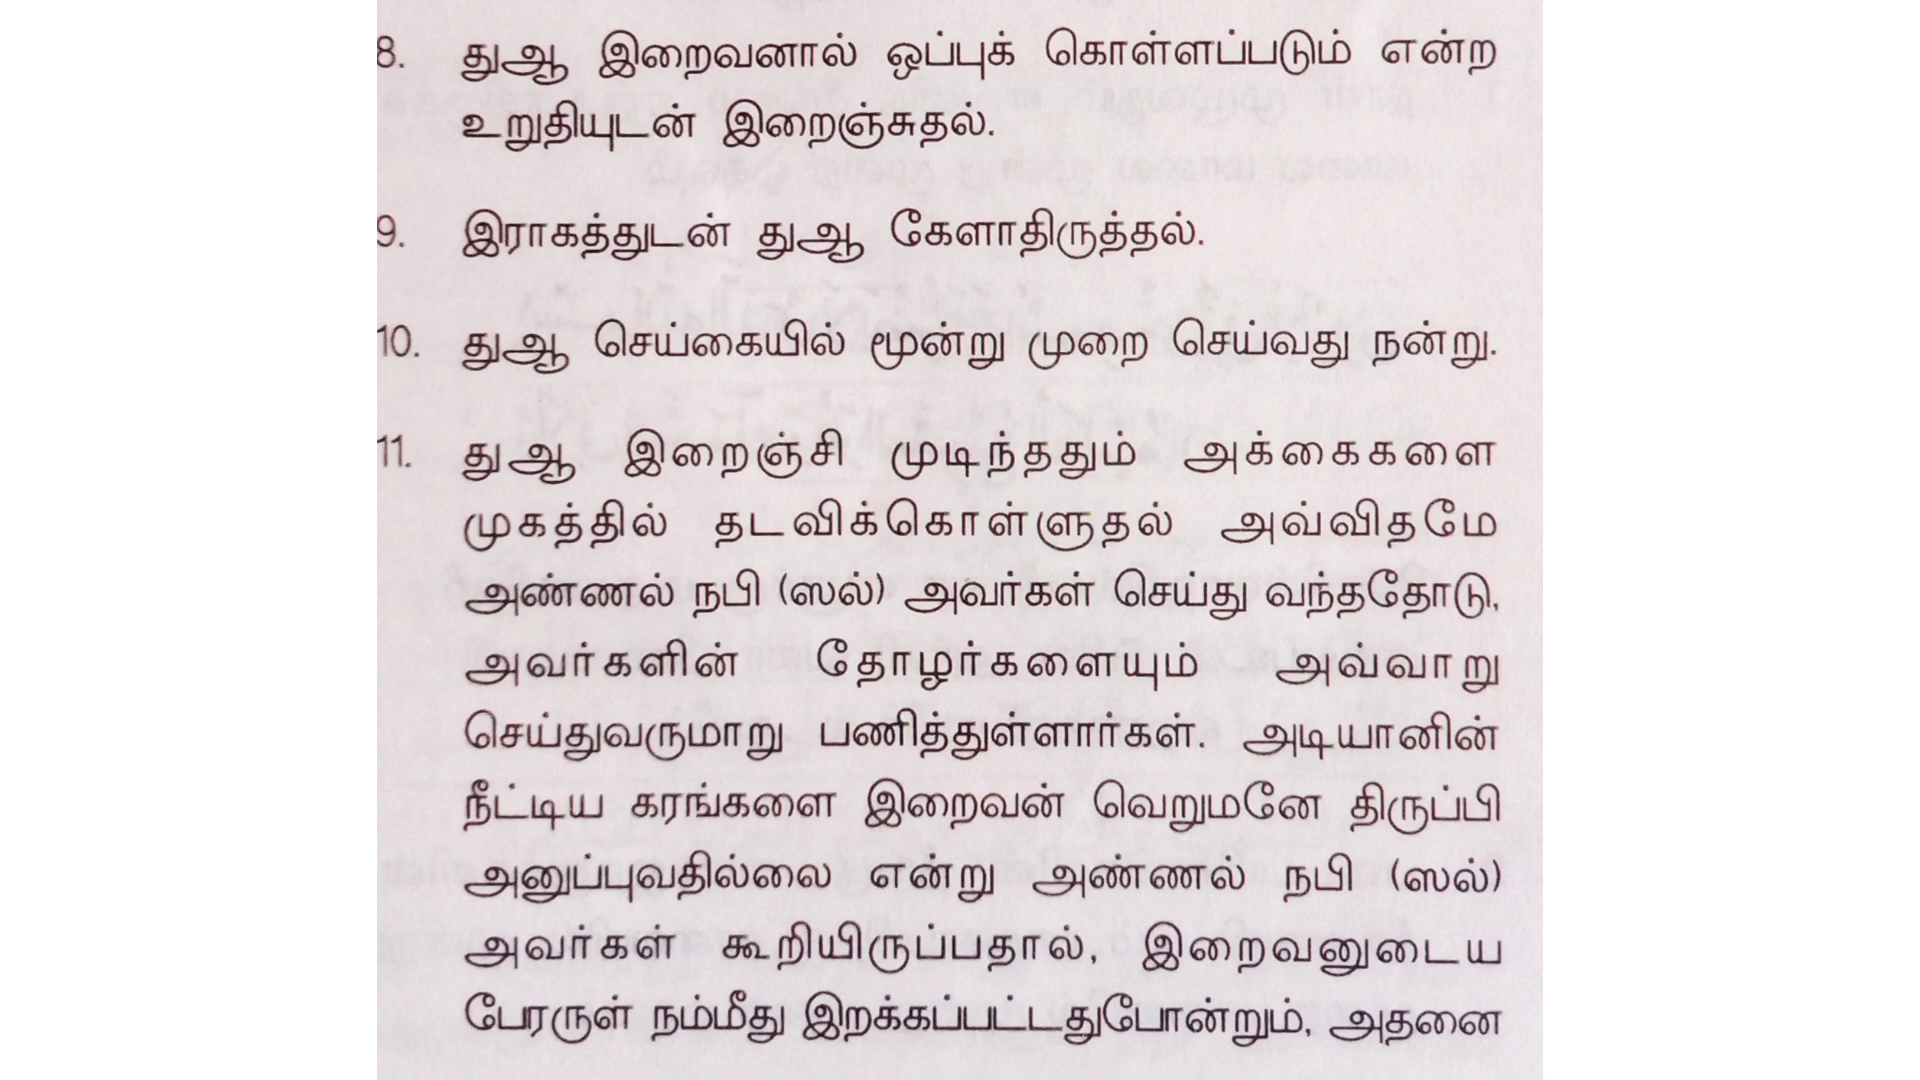 8. துஆ இறைவனால் ஒப்புக் கொள்ளப்படும் என்ற
உறுதியுடன் இறைஞ்சுதல்.
9. இராகத்துடன் துஆ கேளாதிருத்தல்.
10. துஆ செய்கையில் மூன்று முறை செய்வது நன்று.
11. துஆ இறைஞ்சி முடிந்ததும் அக்கைகளை
முகத்தில் தடவிக்கொள்ளுதல் அவ்விதமே
அண்ணல் நபி (ஸல்) அவர்கள் செய்து வந்ததோடு,
அவர்களின் தோழர்களையும் அவ்வாறு
செய்துவருமாறு பணித்துள்ளார்கள். அடியானின்
நீட்டிய கரங்களை இறைவன் வெறுமனே திருப்பி
அனுப்புவதில்லை என்று அண்ணல் நபி (ஸல்)
அவர்கள் கூறியிருப்பதால், இறைவனுடைய
பேரருள் நம்மீது இறக்கப்பட்டதுபோன்றும், அதனை